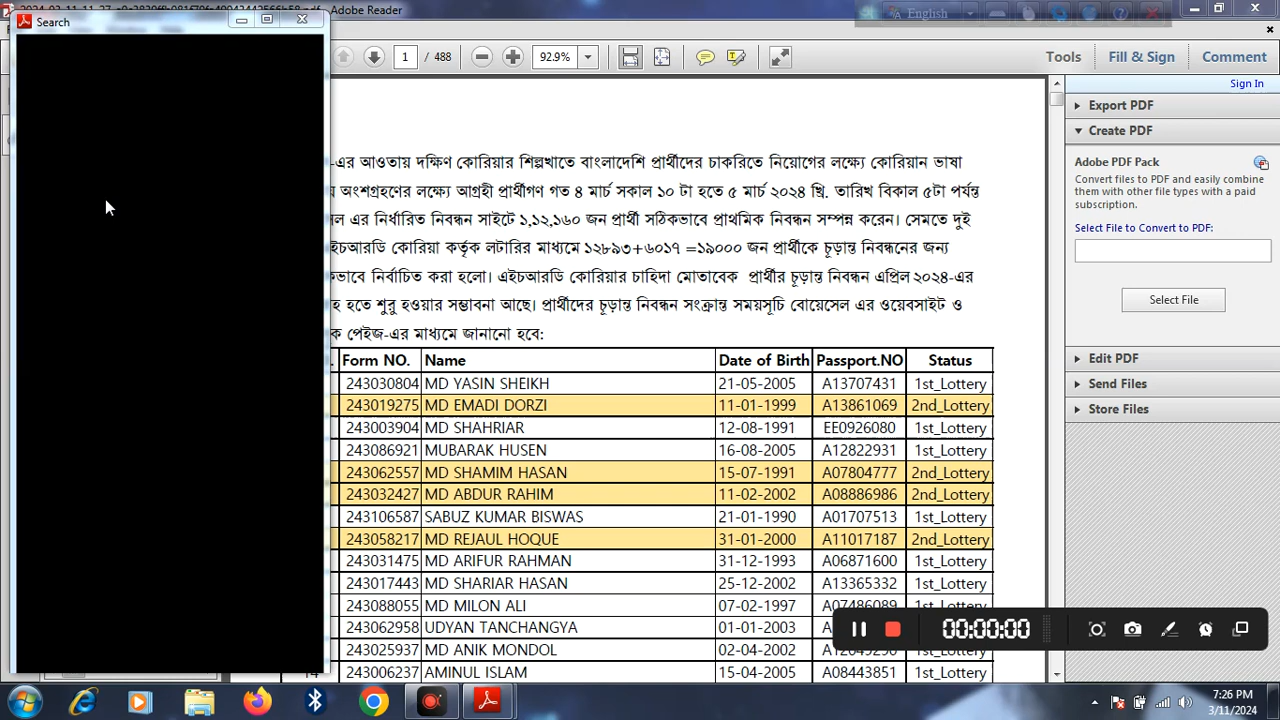 Search
Adobe Reader
English
1 / 488
92.9%
Tools
Fill & Sign
Comment
Sign In
Export PDF
Create PDF
Adobe PDF Pack
Convert files to PDF and easily combine
them with other file types with a paid
subscription.
Select File to Convert to PDF:
Select File
Edit PDF
Send Files
Store Files
-এর আওতায় দক্ষিণ কোরিয়ার শিল্পখাতে বাংলাদেশি প্রার্থীদের চাকরিতে নিয়োগের লক্ষ্যে কোরিয়ান ভাষা
অংশগ্রহণের লক্ষ্যে আগ্রহী প্রার্থীগণ গত ৪ মার্চ সকাল ১০ টা হতে ৫ মার্চ ২০২৪ খ্রি. তারিখ বিকাল ৫টা পর্যন্ত
এর নির্ধারিত নিবন্ধন সাইটে ১,১২,১৬০ জন প্রার্থী সঠিকভাবে প্রাথমিক নিবন্ধন সম্পন্ন করেন। সেমতে দুই
ইচআরডি কোরিয়া কর্তৃক লটারির মাধ্যমে ১২৮৯৩+৬০১৭ =১৯০০০ জন প্রার্থীকে চূড়ান্ত নিবন্ধনের জন্য
কভাবে নির্বাচিত করা হলো। এইচআরডি কোরিয়ার চাহিদা মোতাবেক প্রার্থীর চূড়ান্ত নিবন্ধন এপ্রিল ২০২৪-এর
হ হতে শুরু হওয়ার সম্ভাবনা আছে। প্রার্থীদের চূড়ান্ত নিবন্ধন সংক্রান্ত সময়সূচি বোয়েসেল এর ওয়েবসাইট ও
ক পেইজ-এর মাধ্যমে জানানো হবে:
Form NO. Name Date of Birth Passport.NO Status
243030804 MD YASIN SHEIKH 21-05-2005 A13707431 1st_Lottery
243019275 MD EMADI DORZI 11-01-1999 A13861069 2nd_Lottery
243003904 MD SHAHRIAR 12-08-1991 EE0926080 1st_Lottery
243086921 MUBARAK HUSEN 16-08-2005 A12822931 1st_Lottery
243062557 MD SHAMIM HASAN 15-07-1991 A07804777 2nd_Lottery
243032427 MD ABDUR RAHIM 11-02-2002 A08886986 2nd_Lottery
243106587 SABUZ KUMAR BISWAS 21-01-1990 A01707513 1st_Lottery
243058217 MD REJAUL HOQUE 31-01-2000 A11017187 2nd_Lottery
243031475 MD ARIFUR RAHMAN 31-12-1993 A06871600 1st_Lottery
243017443 MD SHARIAR HASAN 25-12-2002 A13365332 1st_Lottery
243088055 MD MILON ALI 07-02-1997 A07486089 1st_Lottery
243062958 UDYAN TANCHANGYA 01-01-2003
243025937 MD ANIK MONDOL 02-04-2002
243006237 AMINUL ISLAM 15-04-2005 A08443851 1st_Lottery
00:00:00
7:26 PM
3/11/2024